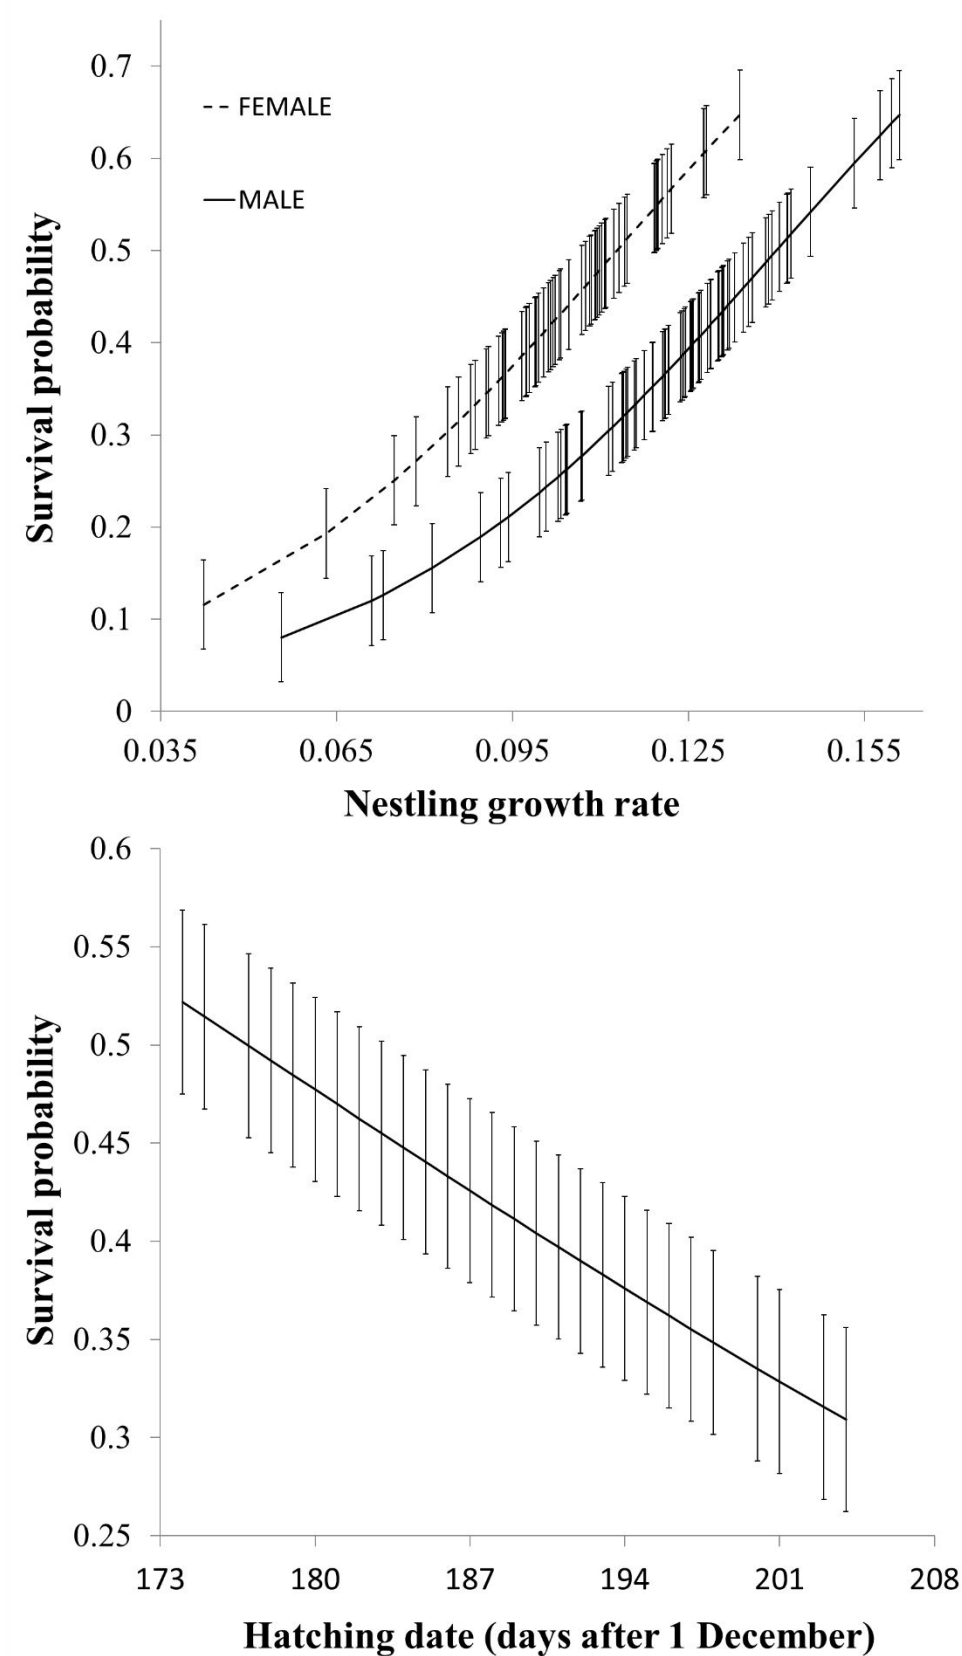 Survival probability
0.7
0.6
0.5
0.4
0.3
0.2
0.1
0
FEMALE
MALE
0.035 0.065 0.095 0.125 0.155
Nestling growth rate
Survival probability
0.6
0.55
0.5
0.45
0.4
0.35
0.3
0.25
173 180 187 194 201 208
Hatching date (days after 1 December)